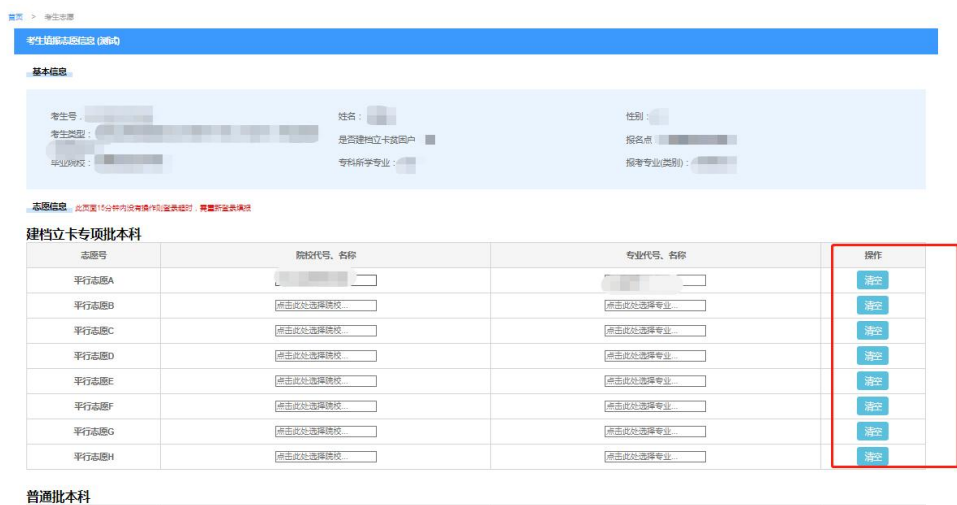 首页 > 考生志愿
考生填报志愿信息 (测试)
基本信息
考生号： 姓名： 性别：
考生类型： 是否建档立卡贫困户 报名点
毕业院校： 专科所学专业： 报考专业(类别)：
志愿信息 此页面15分钟内没有操作则登录超时，需重新登录填报
建档立卡专项批本科
志愿号 院校代号、名称 专业代号、名称 操作
平行志愿A 清空
平行志愿B 点击此处选择院校... 点击此处选择专业... 清空
平行志愿C 点击此处选择院校... 点击此处选择专业... 清空
平行志愿D 点击此处选择院校... 点击此处选择专业... 清空
平行志愿E 点击此处选择院校... 点击此处选择专业... 清空
平行志愿F 点击此处选择院校... 点击此处选择专业... 清空
平行志愿G 点击此处选择院校... 点击此处选择专业... 清空
平行志愿H 点击此处选择院校... 点击此处选择专业... 清空
普通批本科